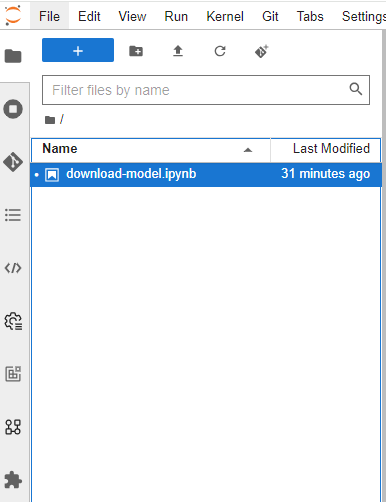 File Edit View Run Kernel Git Tabs Settings
+
Filter files by name
/
Name Last Modified
download-model.ipynb 31 minutes ago